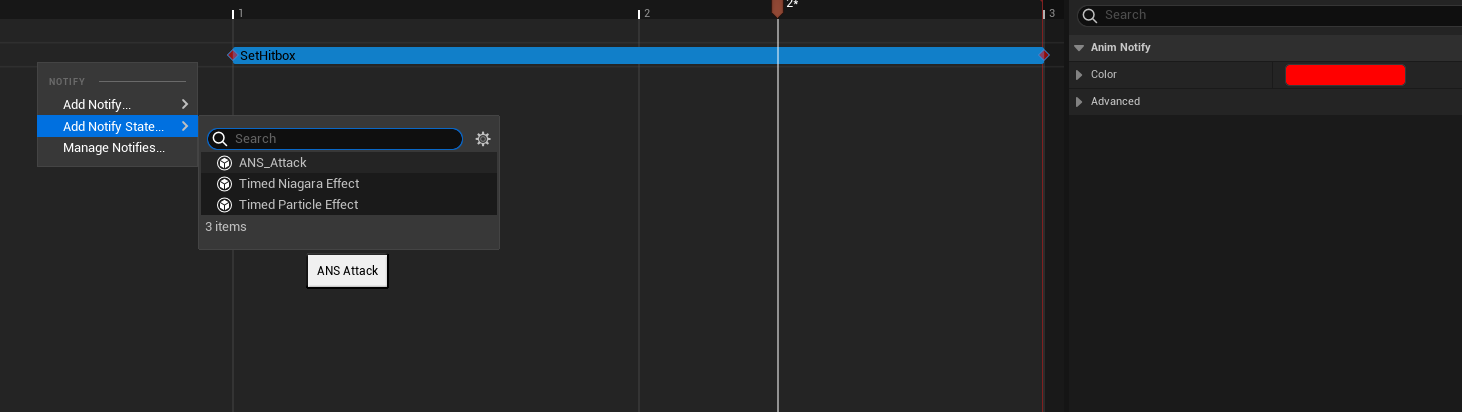 1
2
2*
3
Search
SetHitbox
Anim Notify
Color
Advanced
NOTIFY
Add Notify...
Add Notify State...
Manage Notifies...
Search
ANS_Attack
Timed Niagara Effect
Timed Particle Effect
3 items
ANS Attack